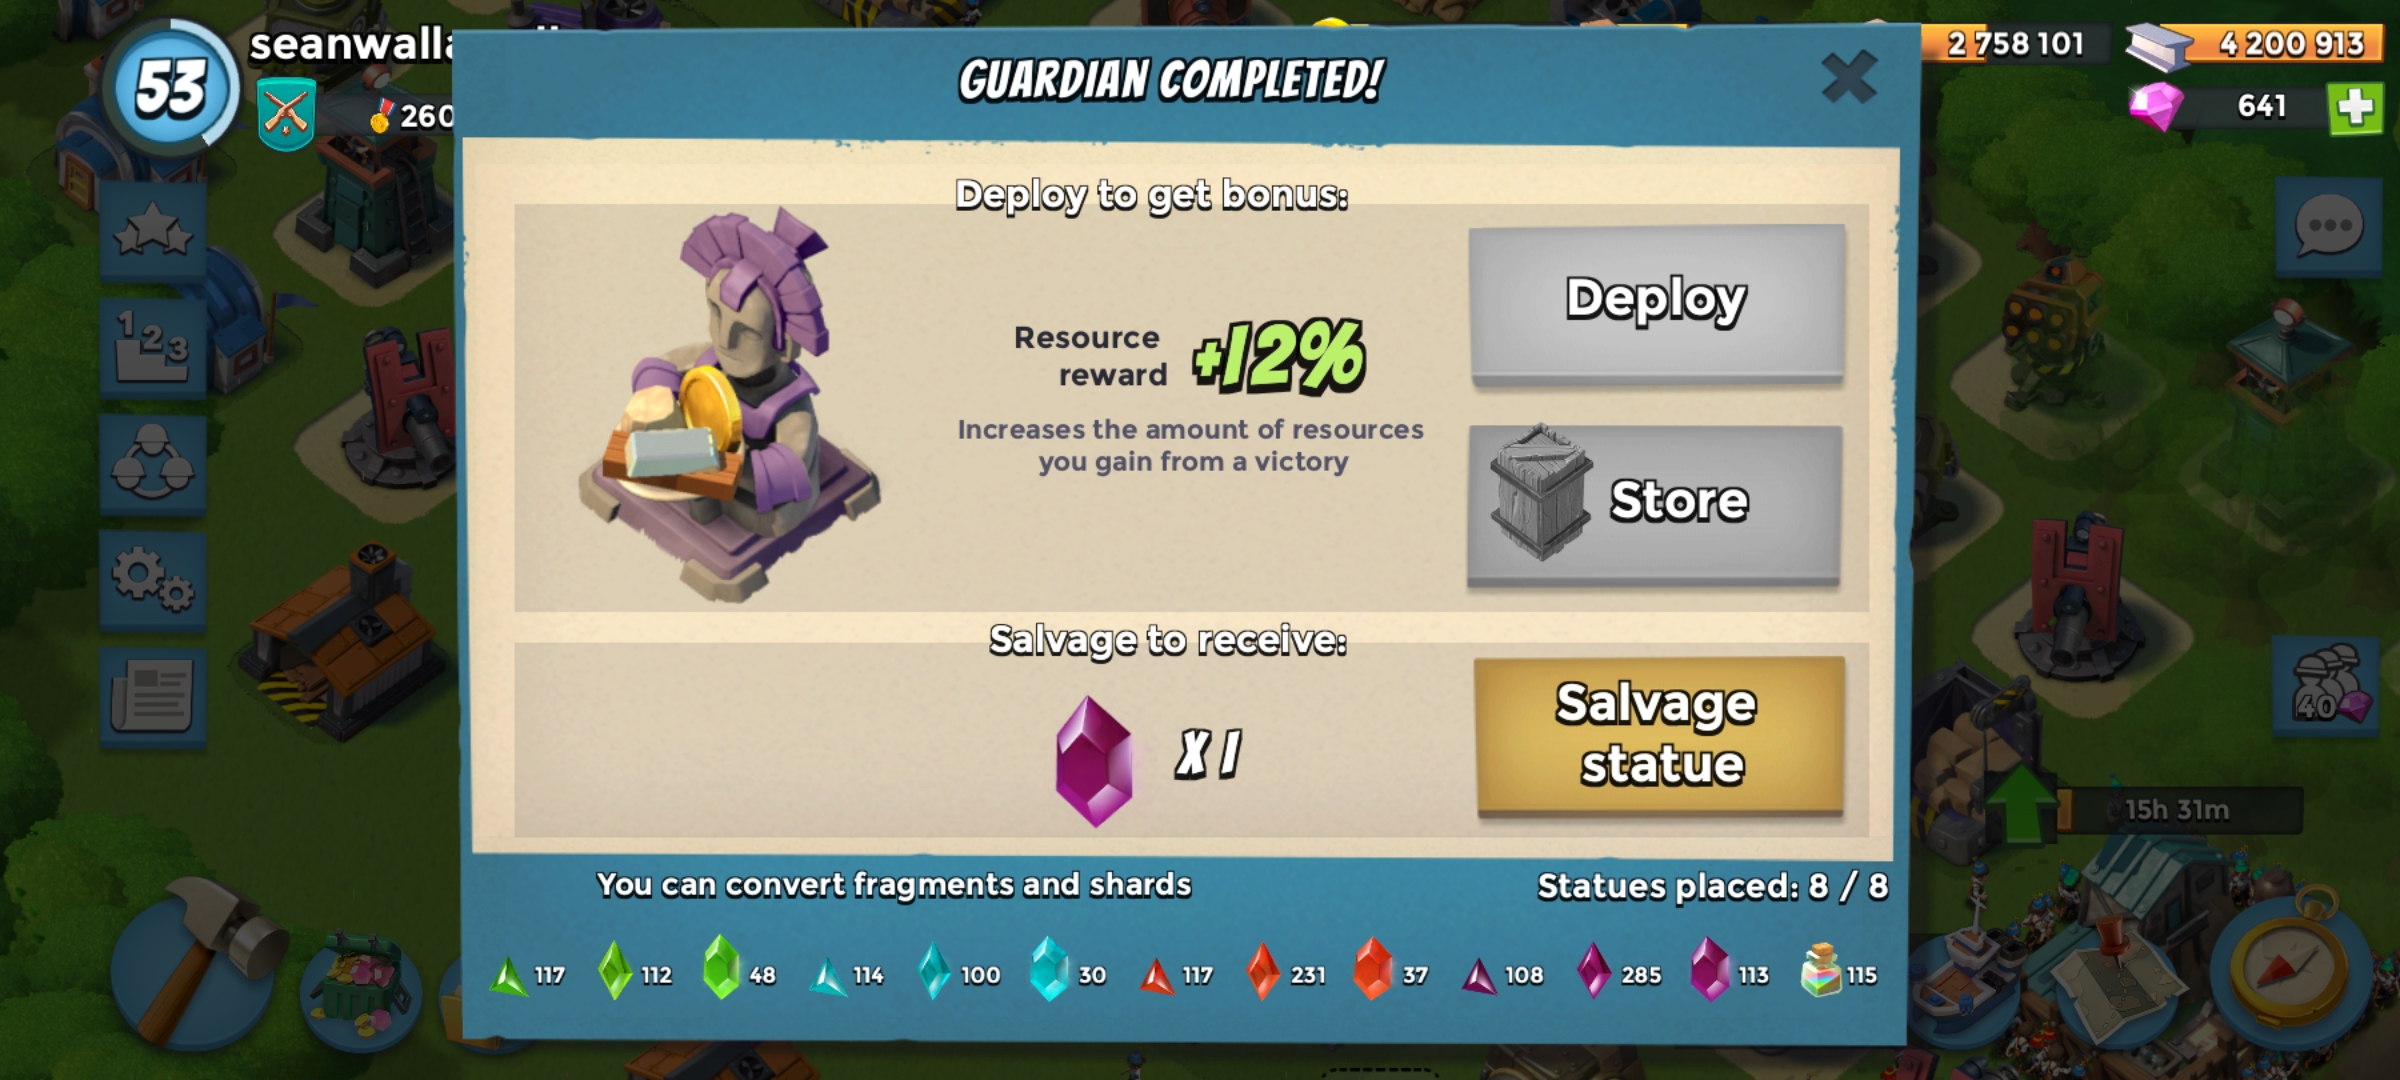 53
260
GUARDIAN COMPLETED!
2 758 101
4 200 913
641
Deploy to get bonus:
Resource
reward
+12%
Increases the amount of resources
you gain from a victory
Deploy
Store
123
Salvage to receive:
X 1
Salvage
statue
40
15h 31m
You can convert fragments and shards
Statues placed: 8 / 8
117
112
48
114
100
30
117
231
37
108
285
113
115